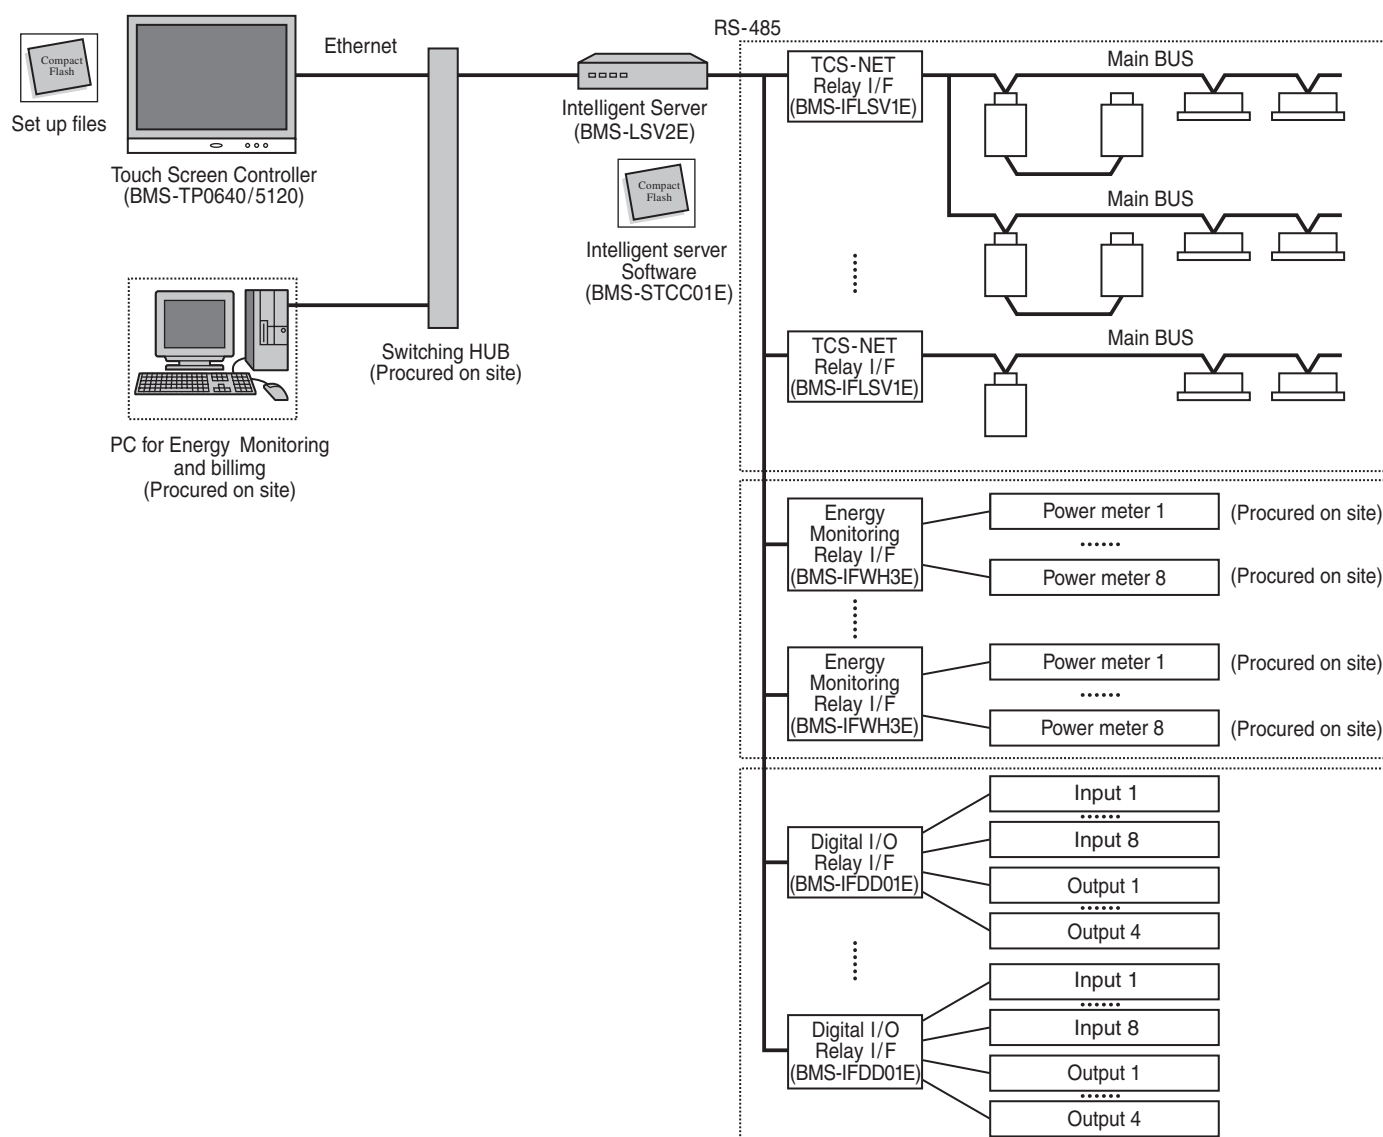 RS-485
Compact
Flash
Set up files
Ethernet
Touch Screen Controller
(BMS-TP0640/5120)
Intelligent Server
(BMS-LSV2E)
Compact
Flash
Intelligent server
Software
(BMS-STCC01E)
Switching HUB
(Procured on site)
PC for Energy Monitoring
and billimg
(Procured on site)
TCS-NET
Relay I/F
(BMS-IFLSV1E)
Main BUS
Main BUS
TCS-NET
Relay I/F
(BMS-IFLSV1E)
Main BUS
Energy
Monitoring
Relay I/F
(BMS-IFWH3E)
Power meter 1
(Procured on site)
Power meter 8
(Procured on site)
Energy
Monitoring
Relay I/F
(BMS-IFWH3E)
Power meter 1
(Procured on site)
Power meter 8
(Procured on site)
Digital I/O
Relay I/F
(BMS-IFDD01E)
Input 1
Input 8
Output 1
Output 4
Digital I/O
Relay I/F
(BMS-IFDD01E)
Input 1
Input 8
Output 1
Output 4